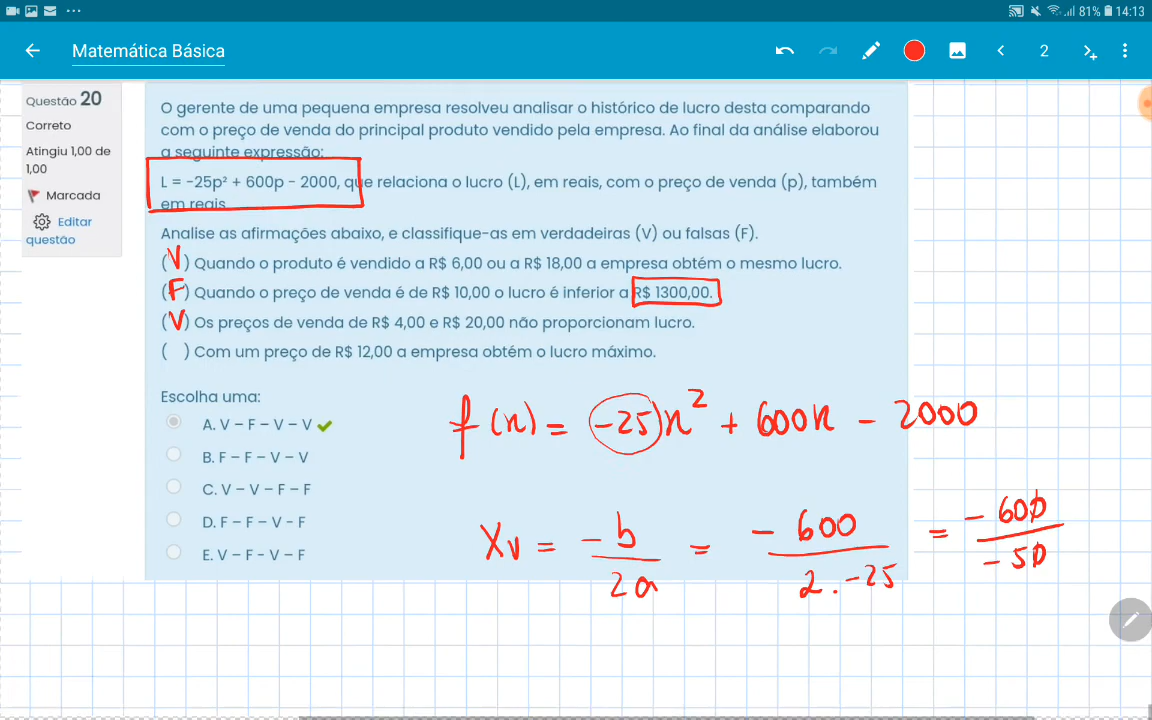 14:13
81%
Matemática Básica
2
Questão 20
Correto
Atingiu 1,00 de
1,00
Marcada
Editar
questão
O gerente de uma pequena empresa resolveu analisar o histórico de lucro desta comparando
com o preço de venda do principal produto vendido pela empresa. Ao final da análise elaborou
a seguinte expressão:
L = -25p² + 600p - 2000, que relaciona o lucro (L), em reais, com o preço de venda (p), também
em reais.
Analise as afirmações abaixo, e classifique-as em verdadeiras (V) ou falsas (F).
(V) Quando o produto é vendido a R$ 6,00 ou a R$ 18,00 a empresa obtém o mesmo lucro.
(F) Quando o preço de venda é de R$ 10,00 o lucro é inferior a R$ 1300,00.
(V) Os preços de venda de R$ 4,00 e R$ 20,00 não proporcionam lucro.
( ) Com um preço de R$ 12,00 a empresa obtém o lucro máximo.
Escolha uma:
A. V – F – V – V
B. F – F – V – V
C. V – V – F – F
D. F – F – V - F
E. V – F - V – F
f(x) = -25x² + 600x - 2000
Xv = -b/2a = -600/2.-25 = -600/-50